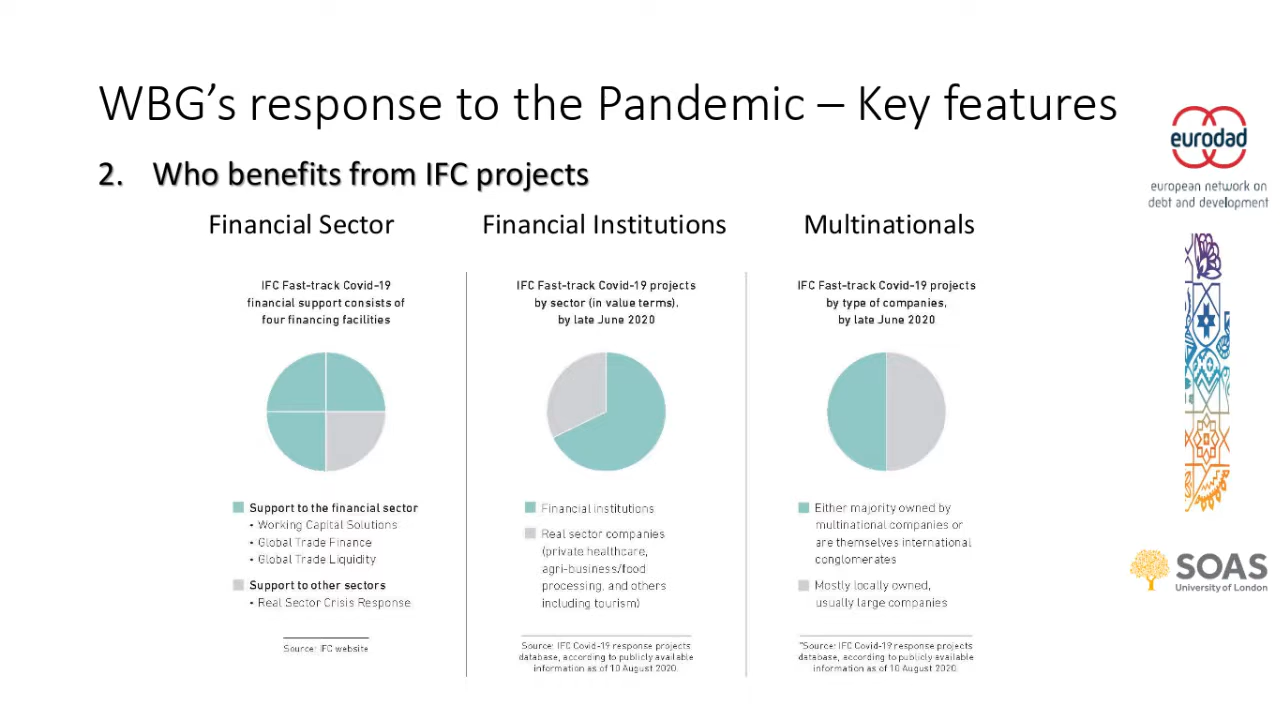 WBG’s response to the Pandemic – Key features
2. Who benefits from IFC projects
Financial Sector
IFC Fast-track Covid-19
financial support consists of
four financing facilities
Support to the financial sector
• Working Capital Solutions
• Global Trade Finance
• Global Trade Liquidity
Support to other sectors
• Real Sector Crisis Response
Source: IFC website
Financial Institutions
IFC Fast-track Covid-19 projects
by sector (in value terms),
by late June 2020
Financial institutions
Real sector companies
(private healthcare,
agri-business/food
processing, and others
including tourism)
Source: IFC Covid-19 response projects
database, according to publicly available
information as of 10 August 2020.
Multinationals
IFC Fast-track Covid-19 projects
by type of companies,
by late June 2020
Either majority owned by
multinational companies or
are themselves international
conglomerates
Mostly locally owned,
usually large companies
*Source: IFC Covid-19 response projects
database, according to publicly available
information as of 10 August 2020.
eurodad
european network on
debt and development
SOAS
University of London